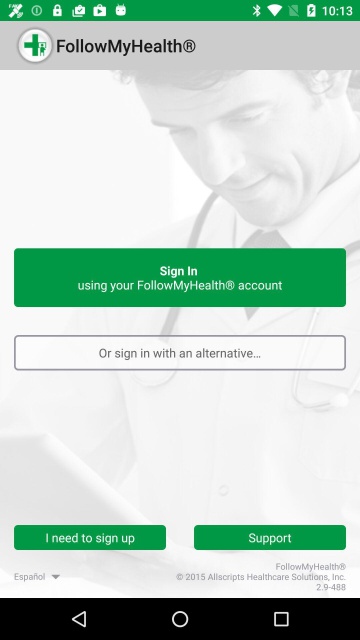 10:13
FollowMyHealth®
Sign In
using your FollowMyHealth® account
Or sign in with an alternative...
I need to sign up
Support
FollowMyHealth®
Español
© 2015 Allscripts Healthcare Solutions, Inc.
2.9-488